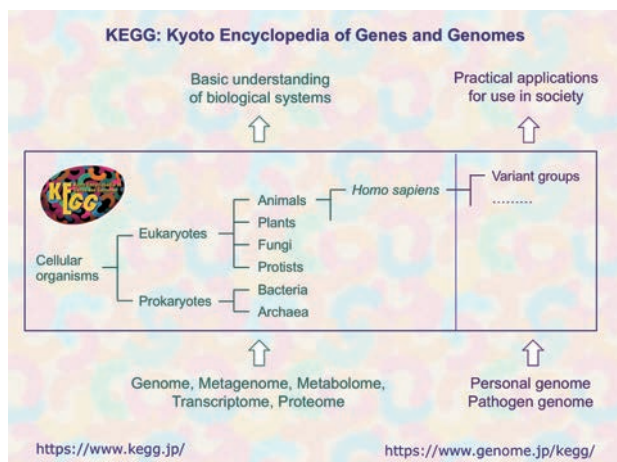 KEGG: Kyoto Encyclopedia of Genes and Genomes
Basic understanding
of biological systems
Practical applications
for use in society
KEGG
Cellular
organisms
Eukaryotes
Prokaryotes
Animals
Plants
Fungi
Protists
Bacteria
Archaea
Homo sapiens
Variant groups
.........
Genome, Metagenome, Metabolome,
Transcriptome, Proteome
Personal genome
Pathogen genome
https://www.kegg.jp/
https://www.genome.jp/kegg/